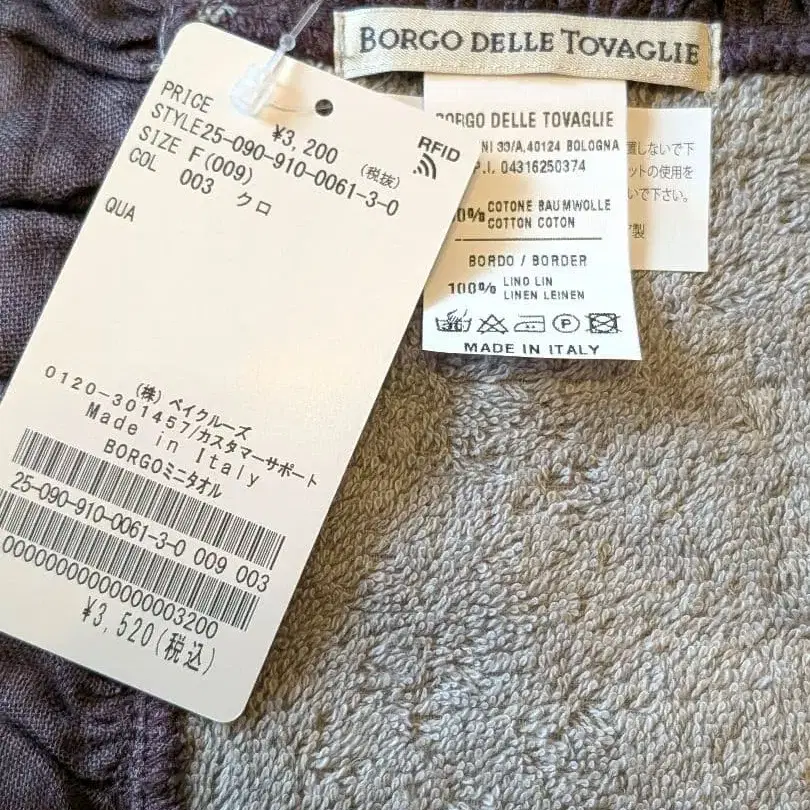 PRICE
¥3,200 (税抜)
STYLE25-090-910-0061-3-0
SIZE F(009)
COL 003 クロ
QUA
RFID
(株) ベイクルーズ
0120-301457/カスタマーサポート
Made in Italy
BORGOミニタオル
25-090-910-0061-3-0 009 003
0000000000000003200
¥3,520(税込)
BORGO DELLE TOVAGLIE
BORGO DELLE TOVAGLIE
NI 33/A,40124 BOLOGNA
P.I. 04316250374
COTONE BAUMWOLLE
COTTON COTON
BORDO / BORDER
100% LINO LIN
LINEN LEINEN
MADE IN ITALY
置しないで下
ットの使用を
いで下さい。
製